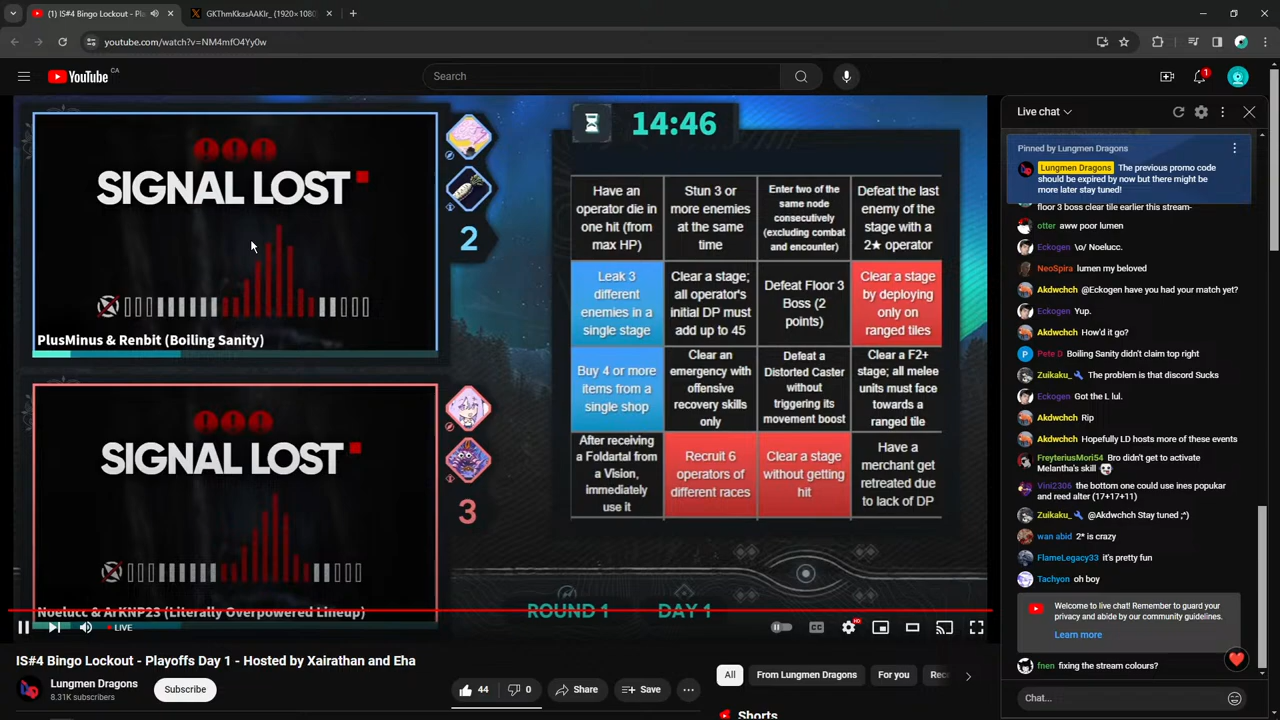 (1) IS#4 Bingo Lockout - Pla
GKThmKkasAAKlr_ (1920×1080)
youtube.com/watch?v=NM4mfO4Yy0w
YouTube
CA
Search
1
SIGNAL LOST
PlusMinus & Renbit (Boiling Sanity)
2
SIGNAL LOST
Noelucc & ArKNP23 (Literally Overpowered Lineup)
3
14:46
Have an
operator die in
one hit (from
max HP)
Stun 3 or
more enemies
at the same
time
Enter two of the
same node
consecutively
(excluding combat
and encounter)
Defeat the last
enemy of the
stage with a
2★ operator
Leak 3
different
enemies in a
single stage
Clear a stage;
all operator's
initial DP must
add up to 45
Defeat Floor 3
Boss (2
points)
Clear a stage
by deploying
only on
ranged tiles
Buy 4 or more
items from a
single shop
Clear an
emergency with
offensive
recovery skills
only
Defeat a
Distorted Caster
without
triggering its
movement boost
Clear a F2+
stage; all melee
units must face
towards a
ranged tile
After receiving
a Foldartal from
a Vision,
immediately
use it
Recruit 6
operators of
different races
Clear a stage
without getting
hit
Have a
merchant get
retreated due
to lack of DP
ROUND 1
DAY 1
LIVE
HD
IS#4 Bingo Lockout - Playoffs Day 1 - Hosted by Xairathan and Eha
Lungmen Dragons
8.31K subscribers
Subscribe
44
0
Share
Save
All
From Lungmen Dragons
For you
Rec
Shorts
Live chat
Pinned by Lungmen Dragons
Lungmen Dragons The previous promo code
should be expired by now but there might be
more later stay tuned!
floor 3 boss clear tile earlier this stream-
otter aww poor lumen
Eckogen \o/ Noelucc.
NeoSpira lumen my beloved
Akdwchch @Eckogen have you had your match yet?
Eckogen Yup.
Akdwchch How'd it go?
P
Pete D Boiling Sanity didn't claim top right
Zuikaku_ The problem is that discord Sucks
Eckogen Got the L lul.
Akdwchch Rip
Akdwchch Hopefully LD hosts more of these events
FreyteriusMori54 Bro didn't get to activate
Melantha's skill
Vini2306 the bottom one could use ines pupukar
and reed alter (17+17+11)
Zuikaku_ @Akdwchch Stay tuned ;^)
wan abid 2* is crazy
FlameLegacy33 it's pretty fun
Tachyon oh boy
Welcome to live chat! Remember to guard your
privacy and abide by our community guidelines.
Learn more
fnen fixing the stream colours?
Chat...